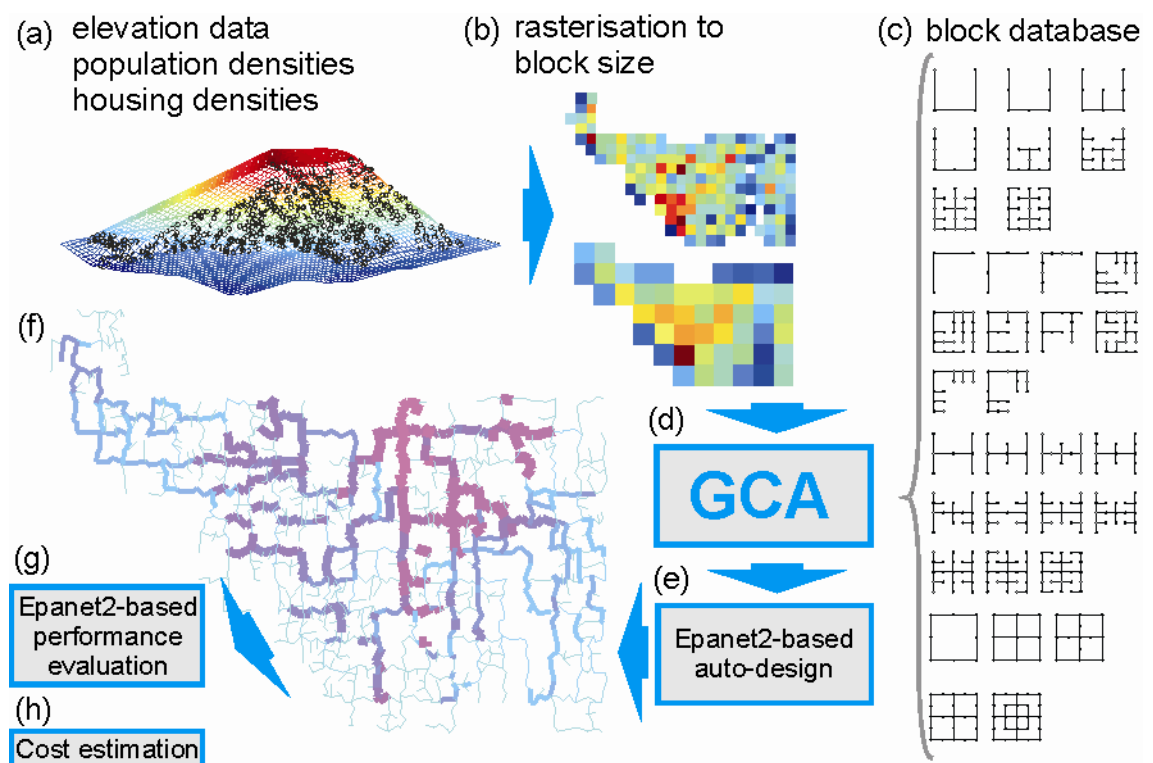 (a) elevation data
population densities
housing densities
(b) rasterisation to
block size
(c) block database
(f)
(d)
GCA
(e)
Epanet2-based
auto-design
(g)
Epanet2-based
performance
evaluation
(h)
Cost estimation